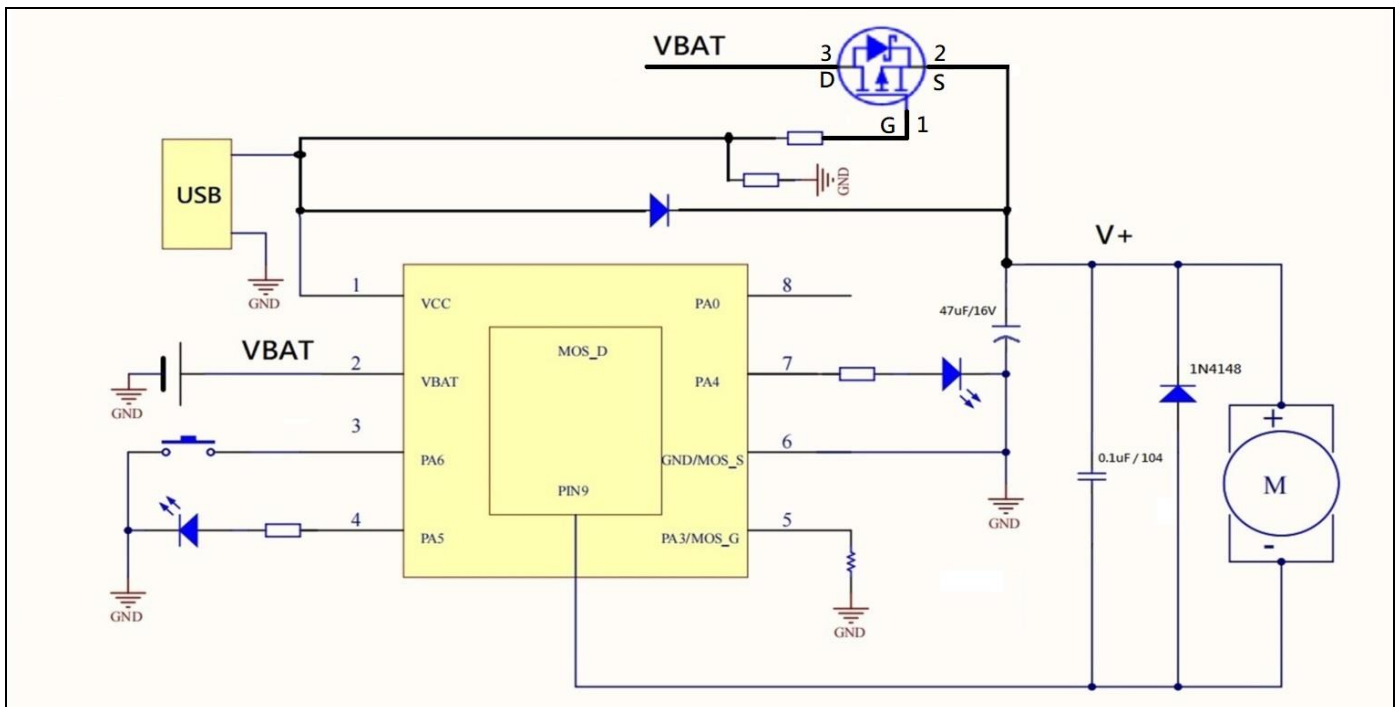 VBAT
3
2
D
S
G
1
USB
GND
GND
V+
1
VCC
PA0
8
47uF/16V
MOS_D
VBAT
2
VBAT
PA4
7
1N4148
GND
3
PA6
GND/MOS_S
6
0.1uF / 104
+
M
-
PIN9
GND
4
PA5
PA3/MOS_G
5
GND
GND